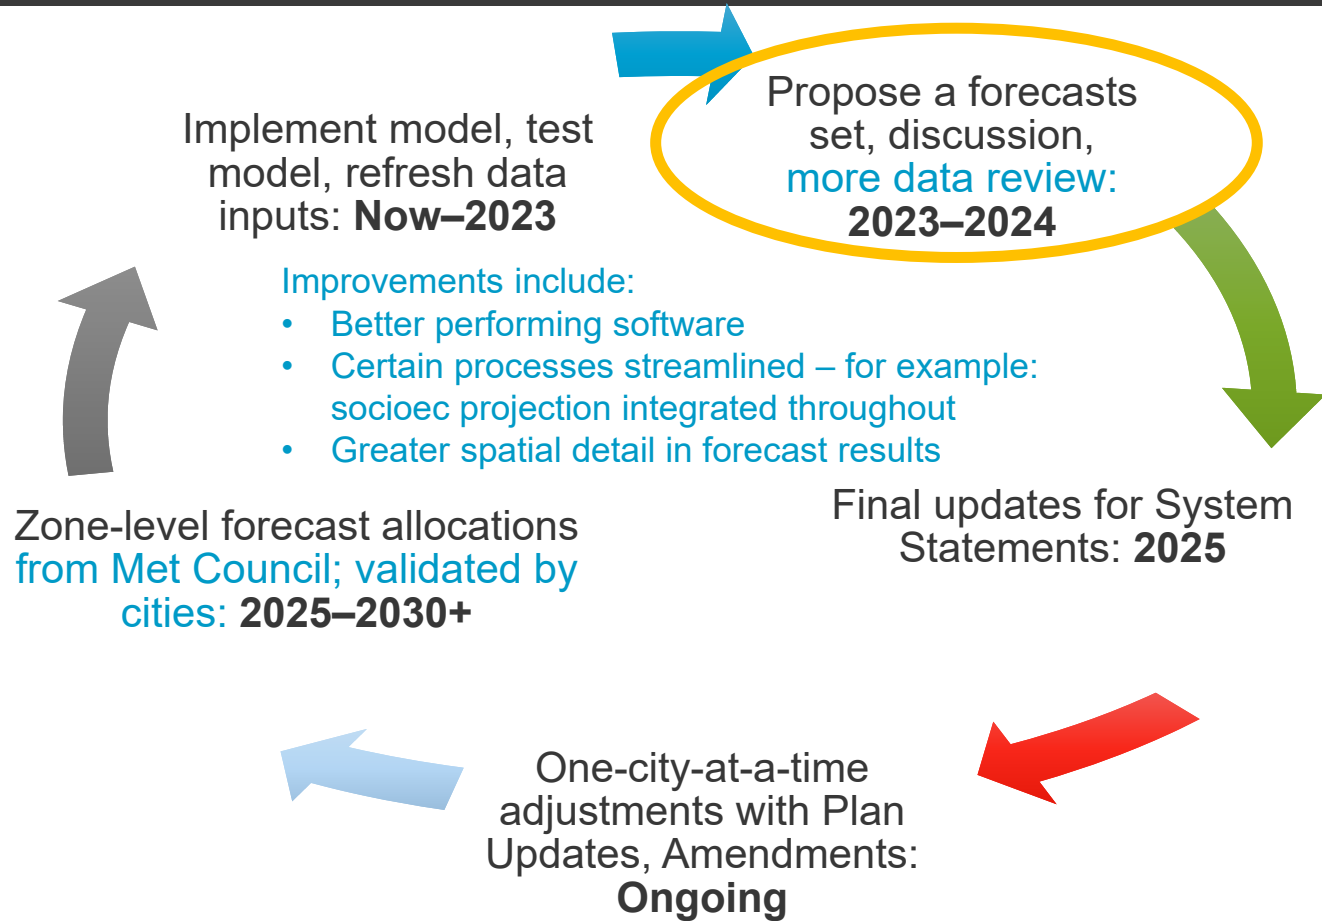 Implement model, test
model, refresh data
inputs: Now–2023
Propose a forecasts
set, discussion,
more data review:
2023–2024
Improvements include:
• Better performing software
• Certain processes streamlined – for example:
socioec projection integrated throughout
• Greater spatial detail in forecast results
Final updates for System
Statements: 2025
Zone-level forecast allocations
from Met Council; validated by
cities: 2025–2030+
One-city-at-a-time
adjustments with Plan
Updates, Amendments:
Ongoing